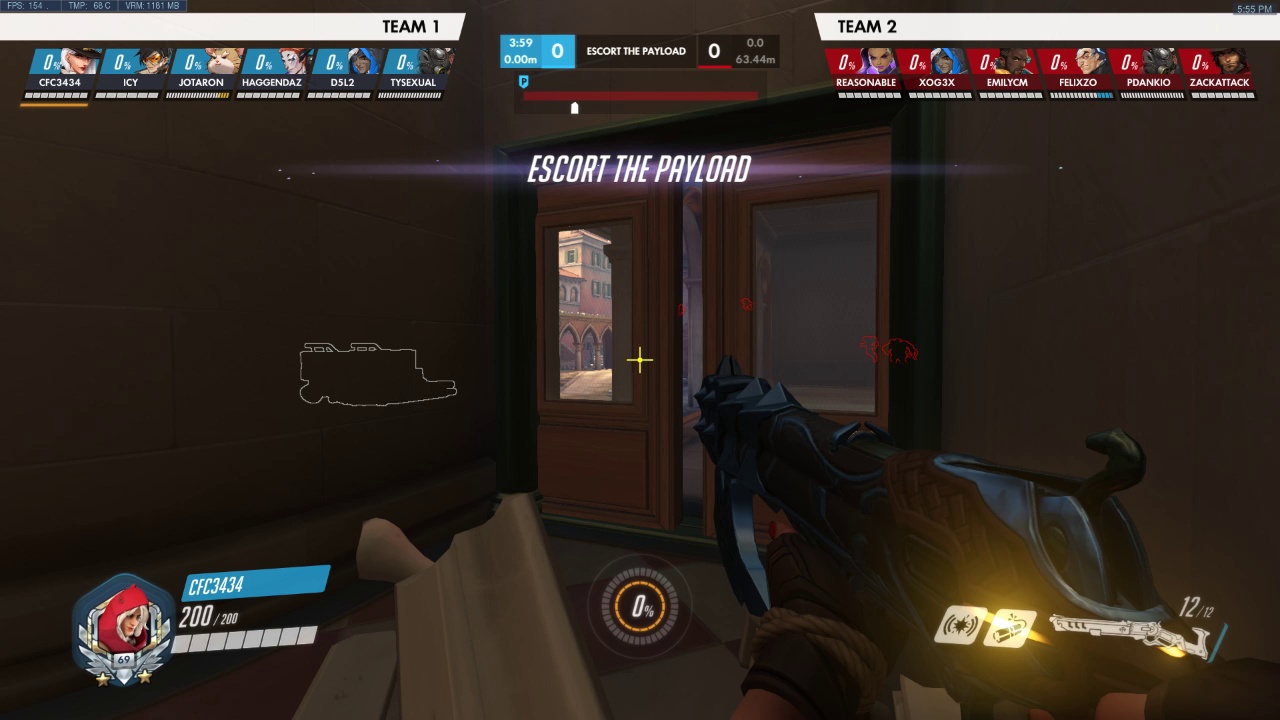 FPS: 154 TMP: 68 C VRM: 1161 MB
5:55 PM
TEAM 1
TEAM 2
3:59
0.00m
0
ESCORT THE PAYLOAD
0
0.0
63.44m
0% 0% 0% 0% 0% 0%
CFC3434 ICY JOTARON HAGGENDAZ D5L2 TYSEXUAL
0% 0% 0% 0% 0% 0%
REASONABLE XOG3X EMILYCM FELIXZO PDANKIO ZACKATTACK
P
ESCORT THE PAYLOAD
CFC3434
200/200
69
0%
12/12